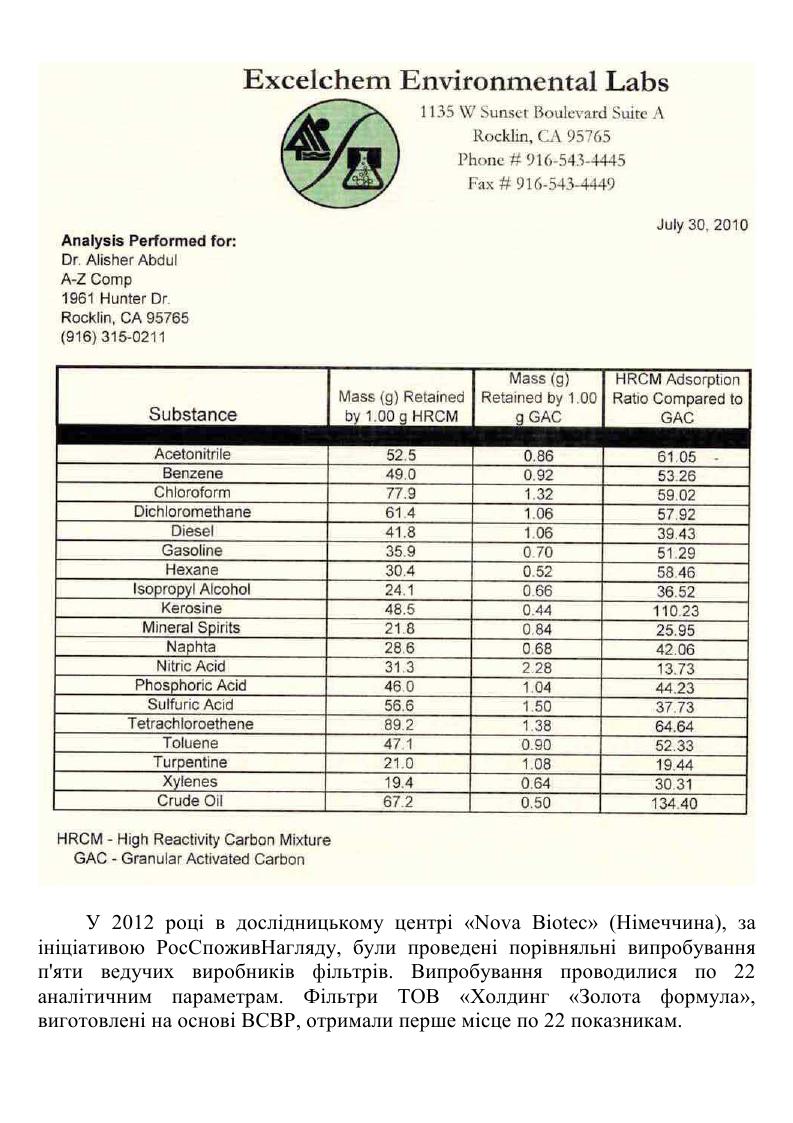 Excelchem Environmental Labs
1135 W Sunset Boulevard Suite A
Rocklin, CA 95765
Phone # 916-543-4445
Fax # 916-543-4449
July 30, 2010
Analysis Performed for:
Dr. Alisher Abdul
A-Z Comp
1961 Hunter Dr.
Rocklin, CA 95765
(916) 315-0211
Substance | Mass (g) Retained by 1.00 g HRCM | Mass (g) Retained by 1.00 g GAC | HRCM Adsorption Ratio Compared to GAC
Acetonitrile 52.5 0.86 61.05 -
Benzene 49.0 0.92 53.26
Chloroform 77.9 1.32 59.02
Dichloromethane 61.4 1.06 57.92
Diesel 41.8 1.06 39.43
Gasoline 35.9 0.70 51.29
Hexane 30.4 0.52 58.46
Isopropyl Alcohol 24.1 0.66 36.52
Kerosine 48.5 0.44 110.23
Mineral Spirits 21.8 0.84 25.95
Naphta 28.6 0.68 42.06
Nitric Acid 31.3 2.28 13.73
Phosphoric Acid 46.0 1.04 44.23
Sulfuric Acid 56.6 1.50 37.73
Tetrachloroethene 89.2 1.38 64.64
Toluene 47.1 0.90 52.33
Turpentine 21.0 1.08 19.44
Xylenes 19.4 0.64 30.31
Crude Oil 67.2 0.50 134.40
HRCM - High Reactivity Carbon Mixture
GAC - Granular Activated Carbon
У 2012 році в дослідницькому центрі «Nova Biotec» (Німеччина), за
ініціативою РосСпоживНагляду, були проведені порівняльні випробування
п'яти ведучих виробників фільтрів. Випробування проводилися по 22
аналітичним параметрам. Фільтри ТОВ «Холдинг «Золота формула»,
виготовлені на основі ВСВР, отримали перше місце по 22 показникам.